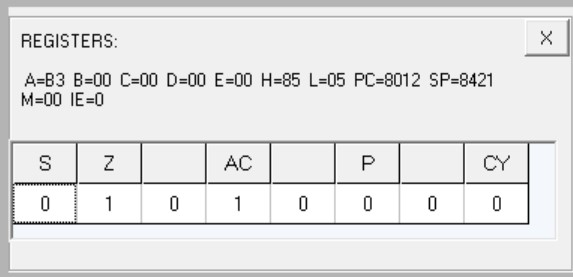 REGISTERS:
X
A=B3 B=00 C=00 D=00 E=00 H=85 L=05 PC=8012 SP=8421
M=00 IE=0
S Z AC P CY
0 1 0 1 0 0 0 0